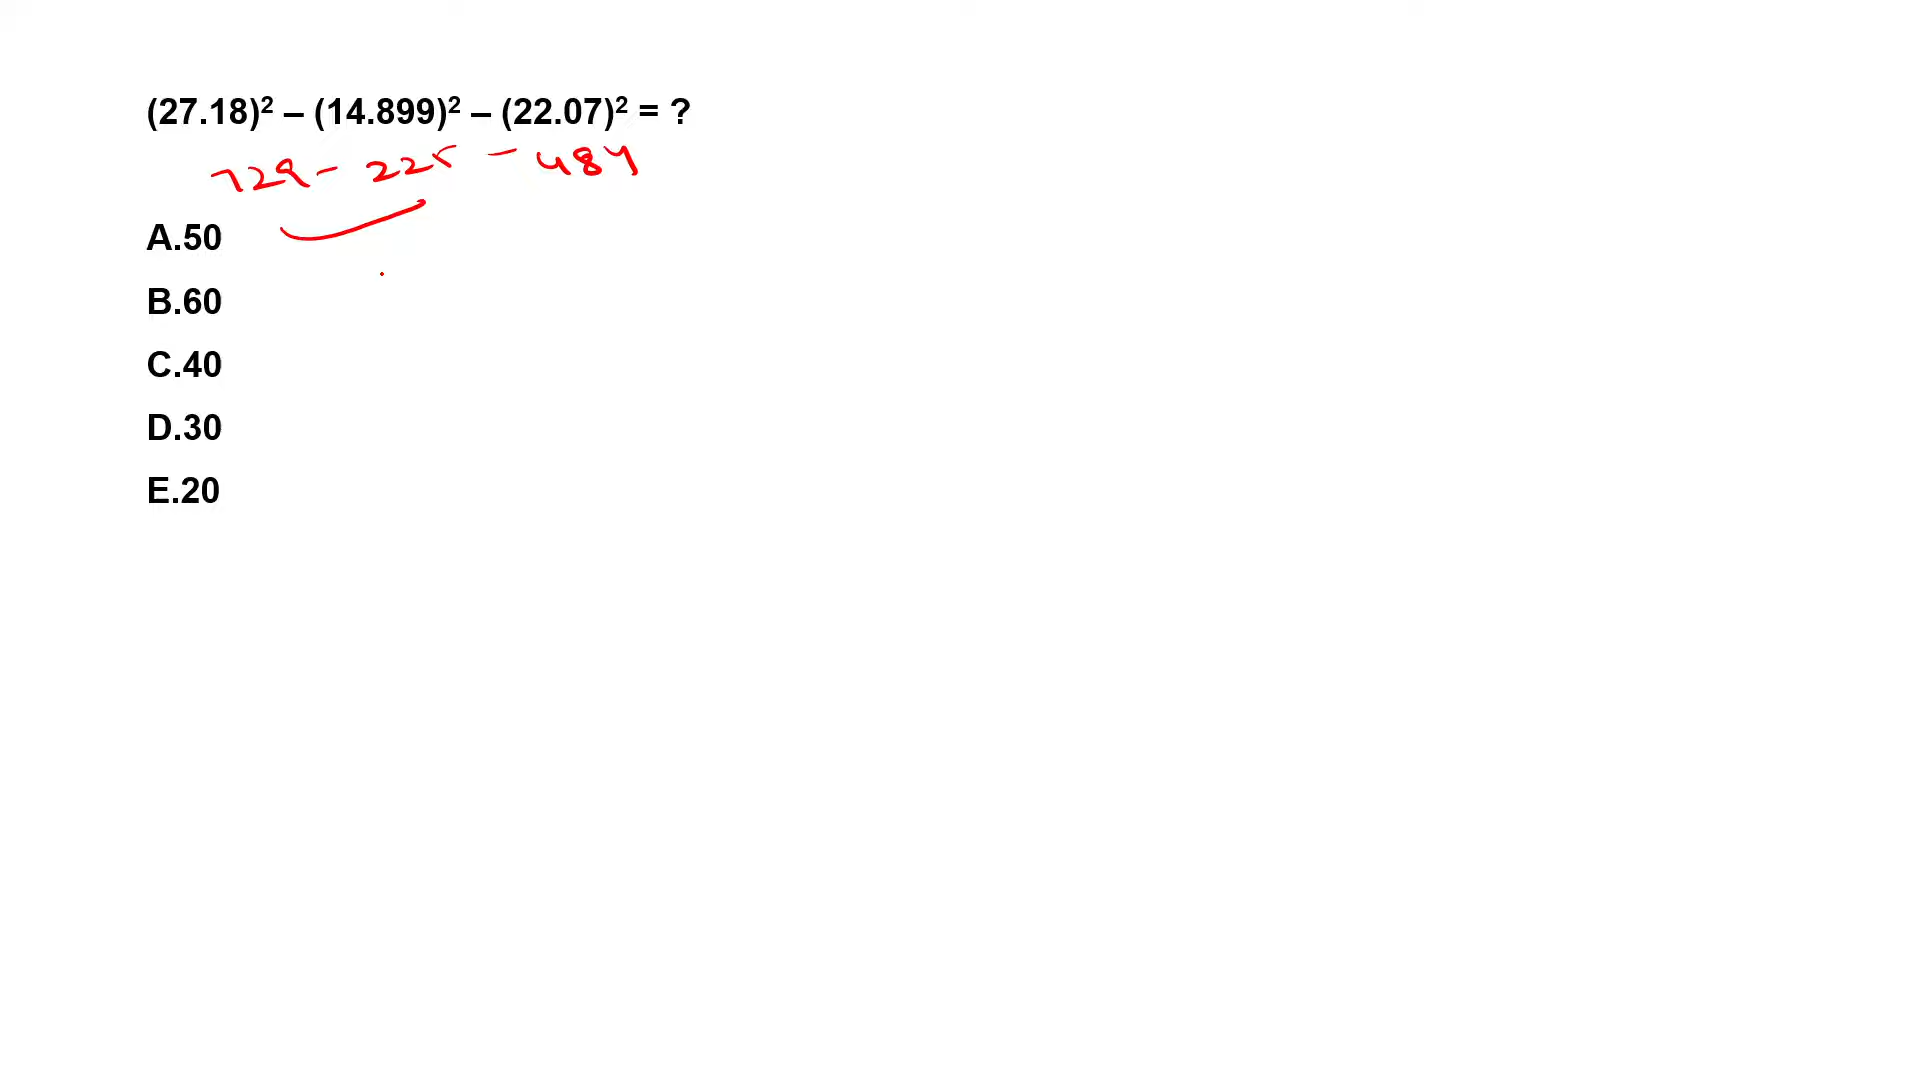 (27.18)² – (14.899)² – (22.07)² = ?
729 - 225 - 484
A.50
B.60
C.40
D.30
E.20